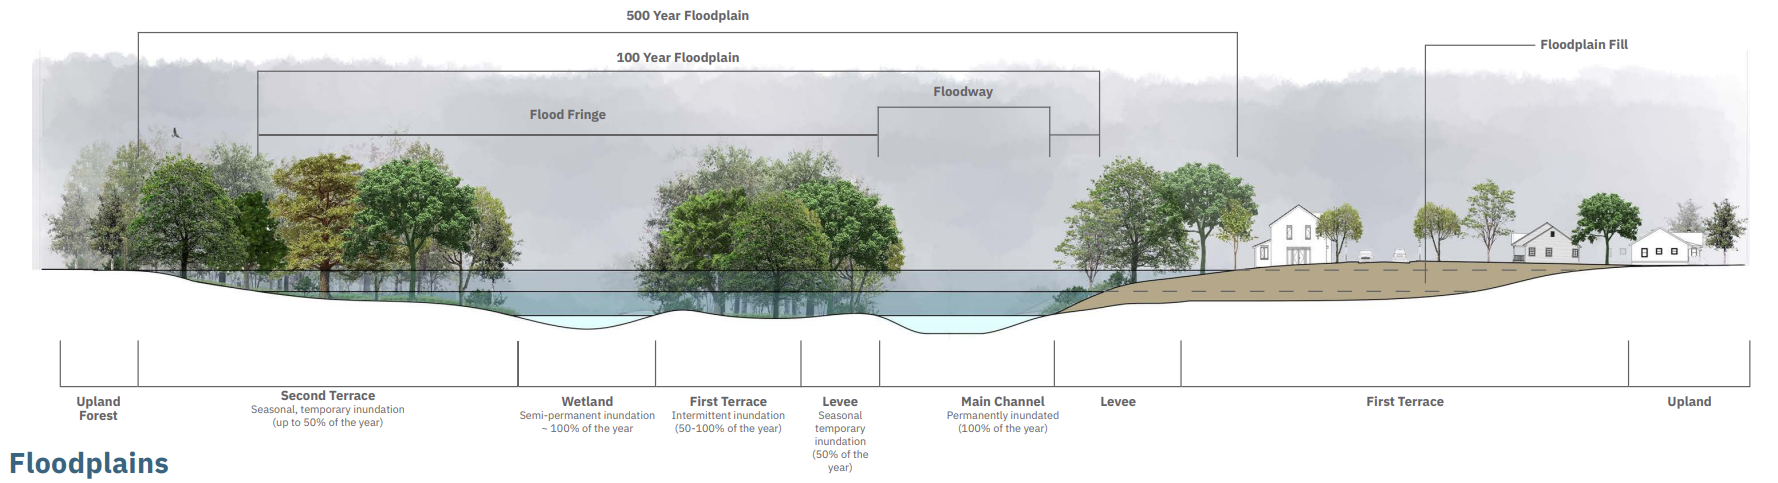 500 Year Floodplain
Floodplain Fill
100 Year Floodplain
Floodway
Flood Fringe
Upland
Forest
Second Terrace
Seasonal, temporary inundation
(up to 50% of the year)
Wetland
Semi-permanent inundation
~ 100% of the year
First Terrace
Intermittent inundation
(50-100% of the year)
Levee
Seasonal
temporary
inundation
(50% of the
year)
Main Channel
Permanently inundated
(100% of the year)
Levee
First Terrace
Upland
Floodplains